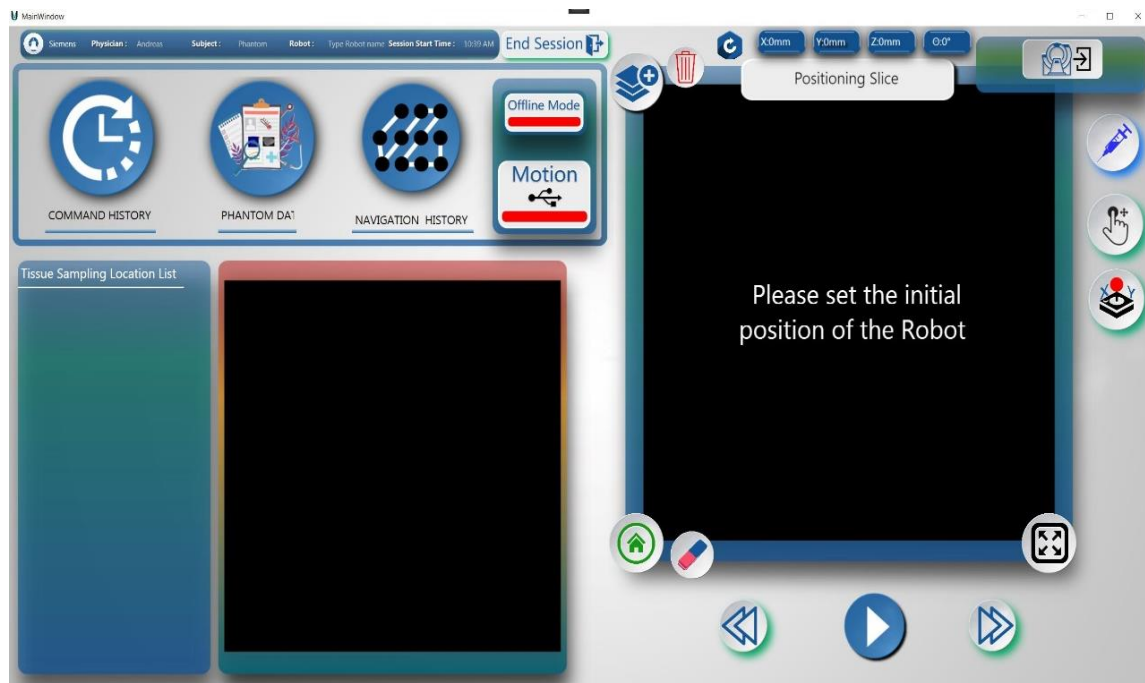 MainWindow
Siemens Physician : Andreas Subject : Phantom Robot : Type Robot name Session Start Time : 10:39 AM
End Session
X:0mm Y:0mm Z:0mm Θ:0°
Positioning Slice
Offline Mode
Motion
COMMAND HISTORY
PHANTOM DAT
NAVIGATION HISTORY
Tissue Sampling Location List
Please set the initial
position of the Robot
X Y